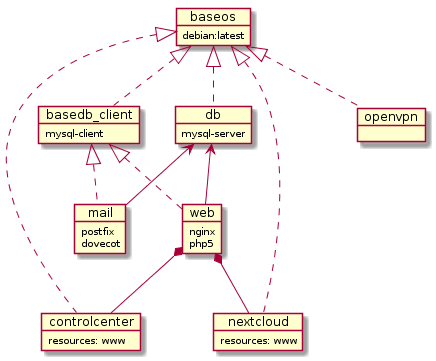 baseos
debian:latest
basedb_client
mysql-client
db
mysql-server
openvpn
mail
postfix
dovecot
web
nginx
php5
controlcenter
resources: www
nextcloud
resources: www